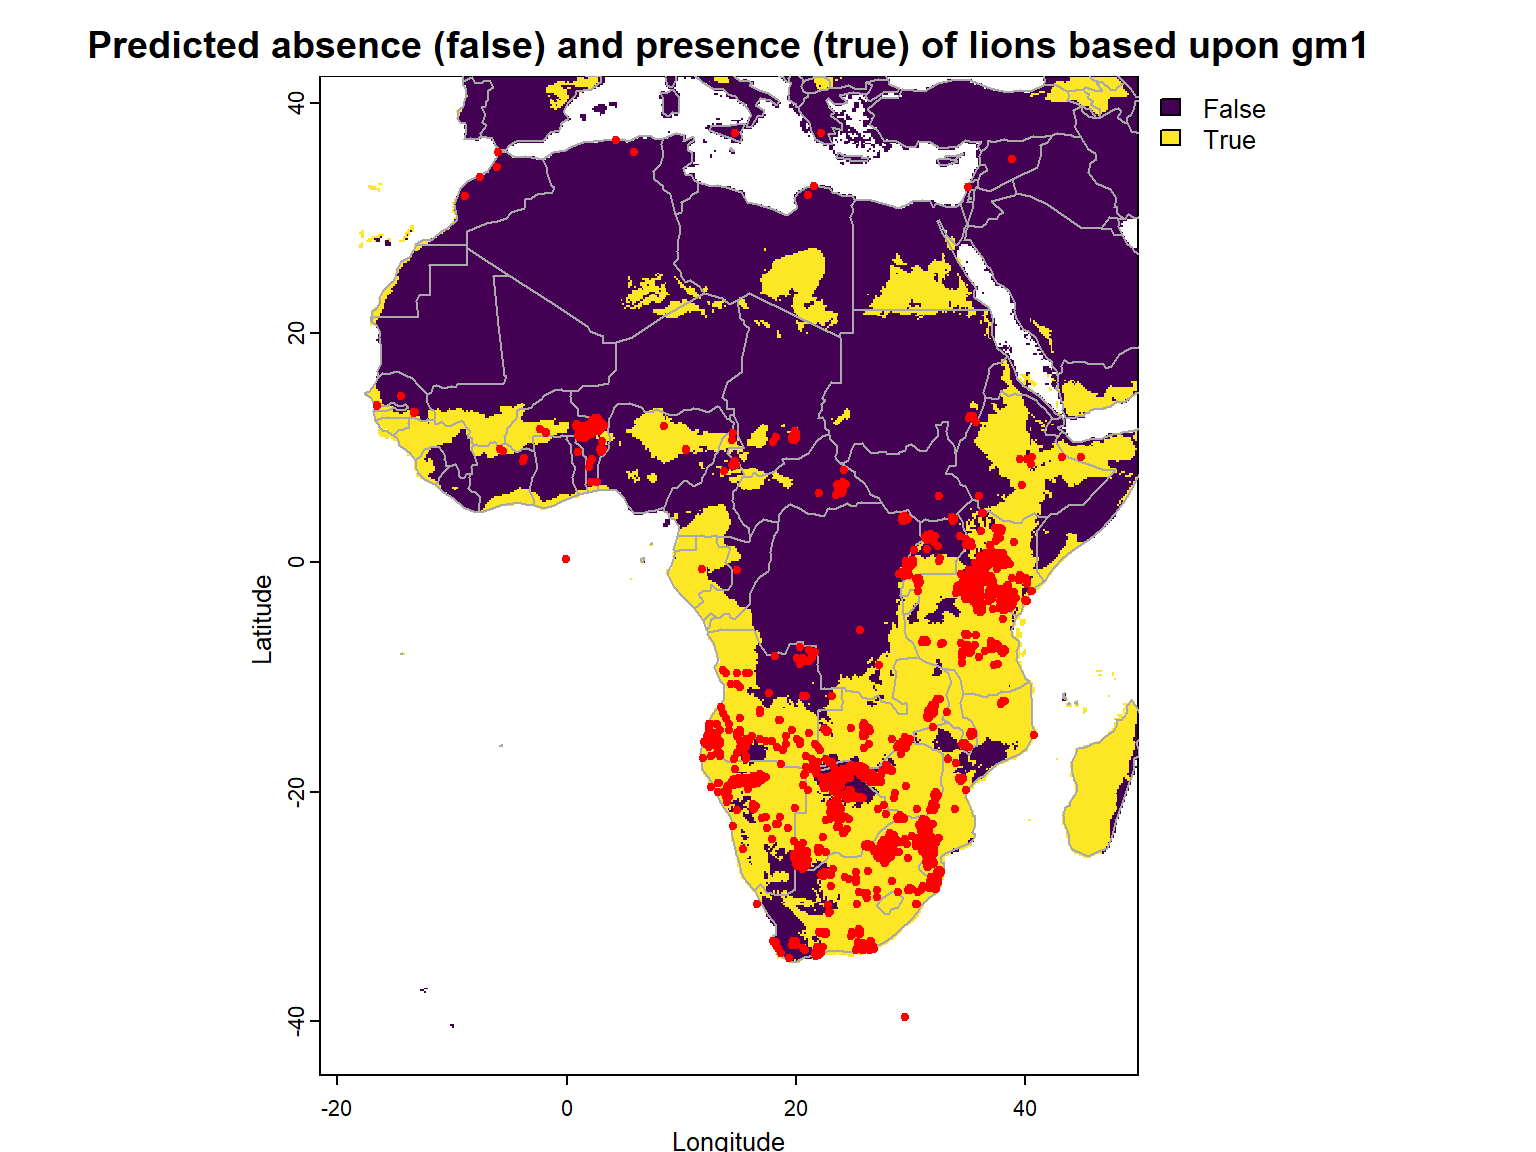 Predicted absence (false) and presence (true) of lions based upon gm1
False
True
40
20
0
-20
-40
Latitude
-20
0
20
40
Longitude